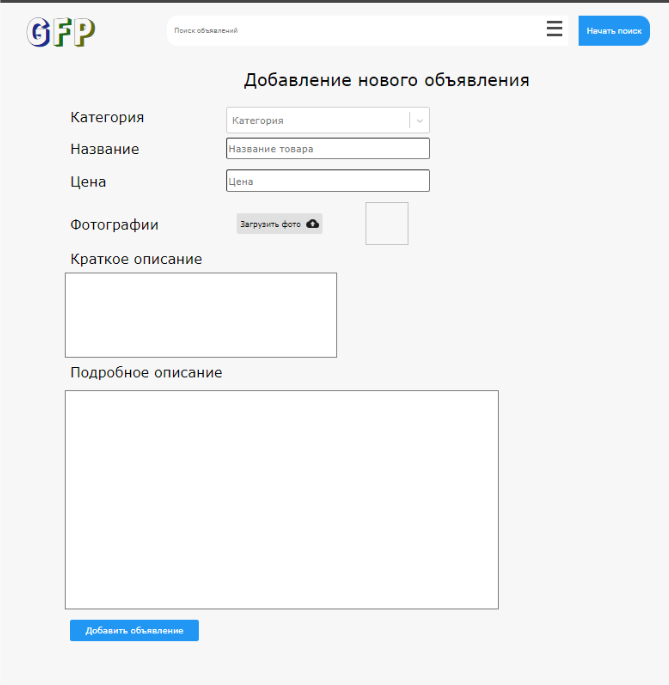 GFP
Поиск объявлений
Начать поиск
Добавление нового объявления
Категория
Категория
Название
Название товара
Цена
Цена
Фотографии
Загрузить фото
Краткое описание
Подробное описание
Добавить объявление